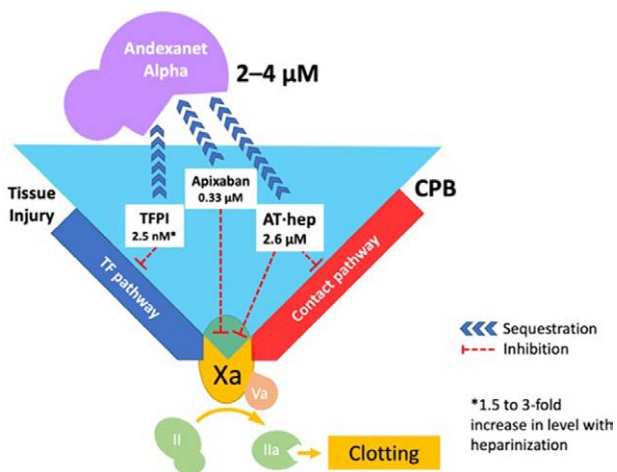 Andexanet
Alpha
2–4 µM
Tissue
Injury
TFPI
2.5 nM*
Apixaban
0.33 µM
AT·hep
2.6 µM
CPB
TF pathway
Contact pathway
Xa
Va
II
IIa
Clotting
Sequestration
Inhibition
*1.5 to 3-fold
increase in level with
heparinization